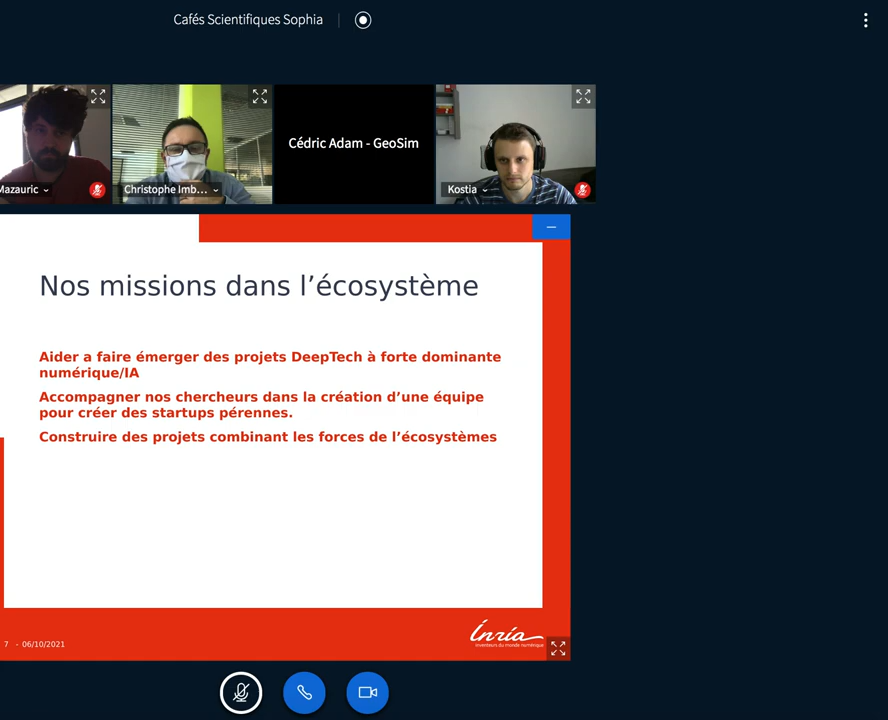 Cafés Scientifiques Sophia
Mazauric
Christophe Imb...
Cédric Adam - GeoSim
Kostia
Nos missions dans l'écosystème
Aider a faire émerger des projets DeepTech à forte dominante
numérique/IA
Accompagner nos chercheurs dans la création d'une équipe
pour créer des startups pérennes.
Construire des projets combinant les forces de l'écosystèmes
7 - 06/10/2021
Inria
inventeurs du monde numérique